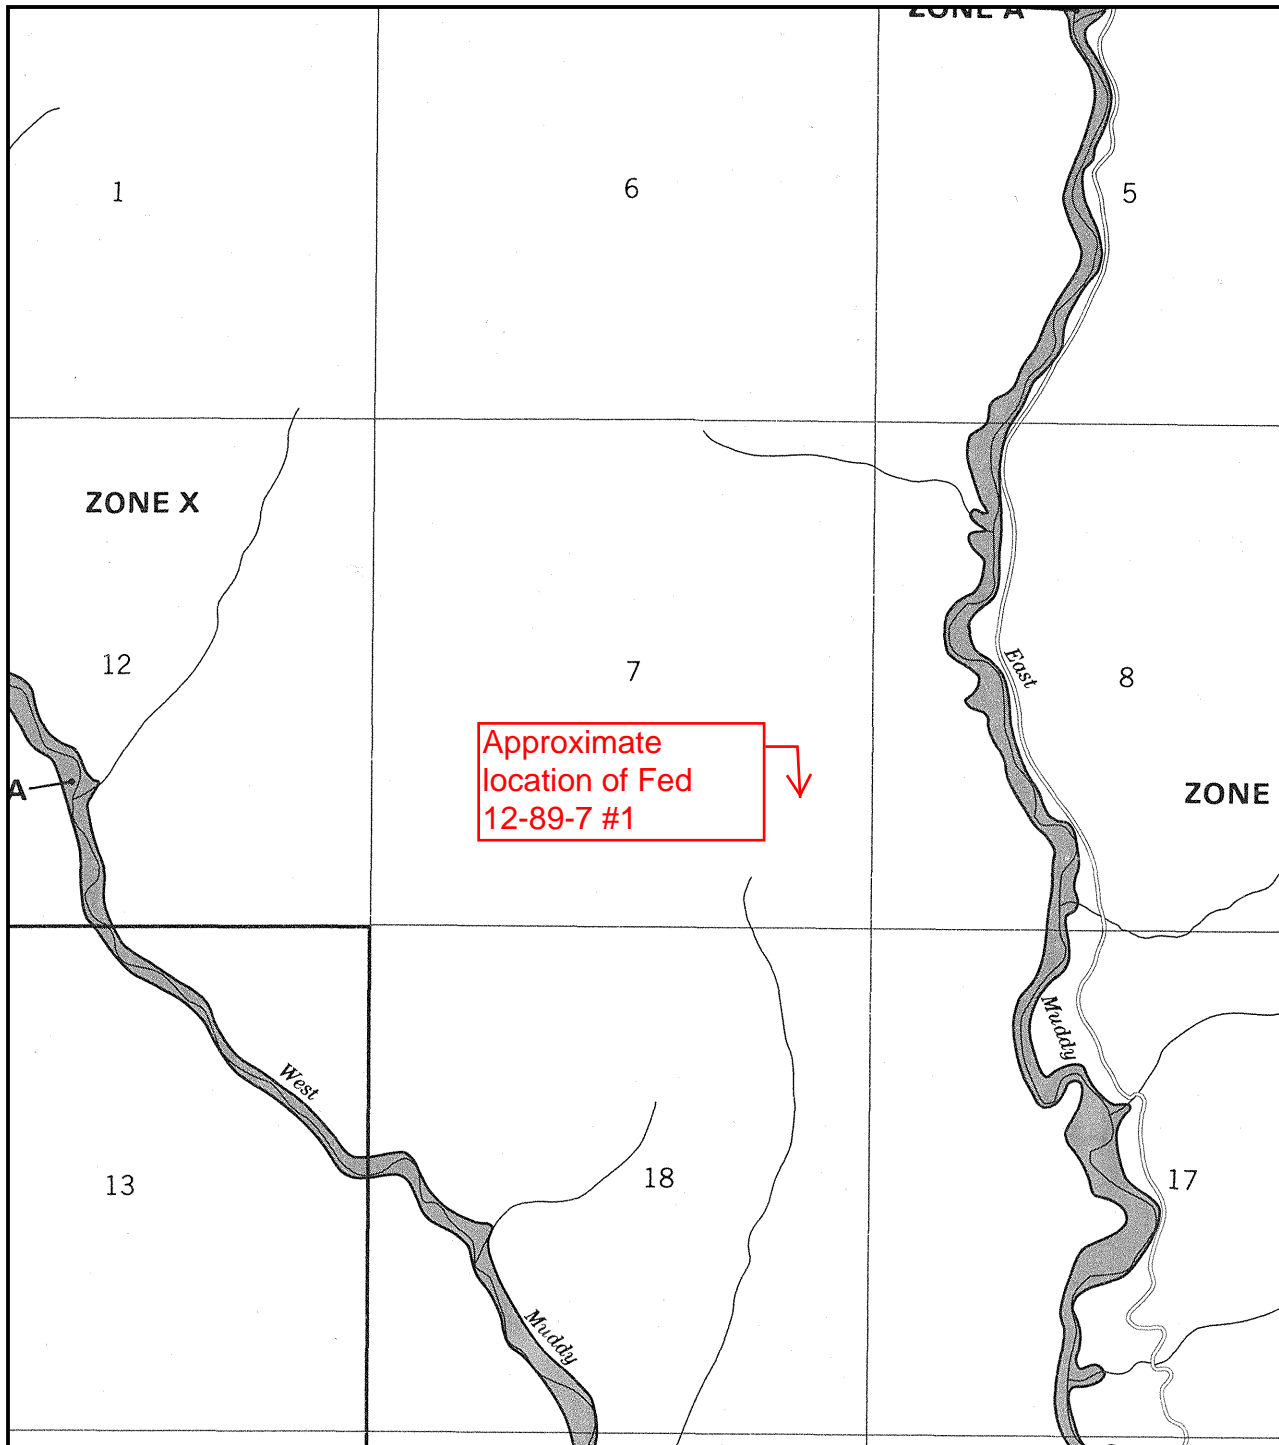 ZONE A
1
6
5
ZONE X
12
7
East
8
Approximate
location of Fed
12-89-7 #1
A
ZONE
Muddy
West
13
18
17
Muddy